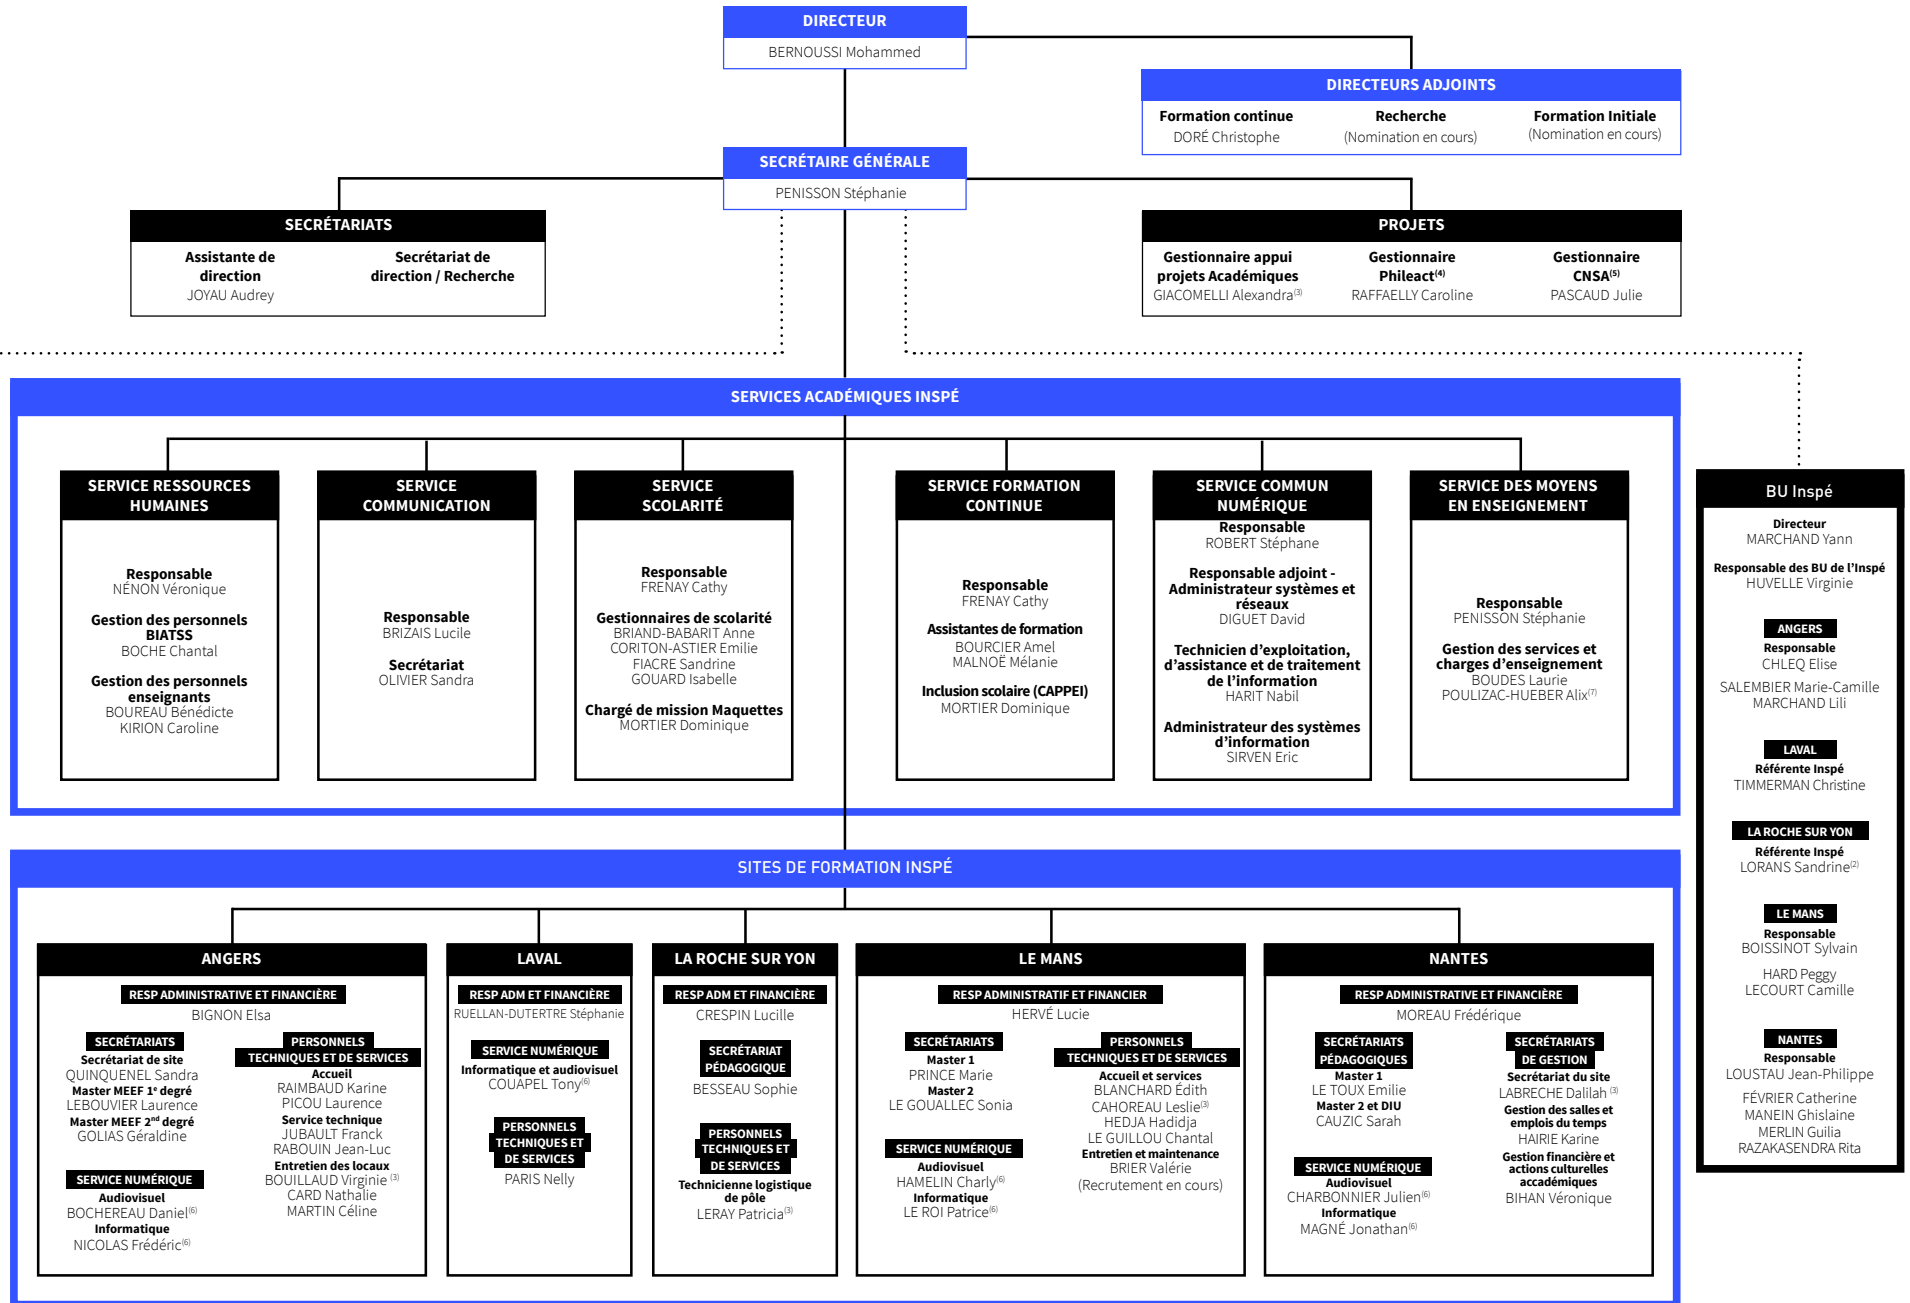 DIRECTEUR
BERNOUSSI Mohammed
DIRECTEURS ADJOINTS
Formation continue
DORÉ Christophe
Recherche
(Nomination en cours)
Formation Initiale
(Nomination en cours)
SECRÉTAIRE GÉNÉRALE
PENISSON Stéphanie
SECRÉTARIATS
Assistante de
direction
JOYAU Audrey
Secrétariat de
direction / Recherche
PROJETS
Gestionnaire appui
projets Académiques
GIACOMELLI Alexandra(3)
Gestionnaire
Phileact(4)
RAFFAELLY Caroline
Gestionnaire
CNSA(5)
PASCAUD Julie
SERVICES ACADÉMIQUES INSPÉ
SERVICE RESSOURCES
HUMAINES
Responsable
NÉNON Véronique
Gestion des personnels
BIATSS
BOCHE Chantal
Gestion des personnels
enseignants
BOUREAU Bénédicte
KIRION Caroline
SERVICE
COMMUNICATION
Responsable
BRIZAIS Lucile
Secrétariat
OLIVIER Sandra
SERVICE
SCOLARITÉ
Responsable
FRENAY Cathy
Gestionnaires de scolarité
BRIAND-BABARIT Anne
CORITON-ASTIER Emilie
FIACRE Sandrine
GOUARD Isabelle
Chargé de mission Maquettes
MORTIER Dominique
SERVICE FORMATION
CONTINUE
Responsable
FRENAY Cathy
Assistantes de formation
BOURCIER Amel
MALNOË Mélanie
Inclusion scolaire (CAPPEI)
MORTIER Dominique
SERVICE COMMUN
NUMÉRIQUE
Responsable
ROBERT Stéphane
Responsable adjoint -
Administrateur systèmes et
réseaux
DIGUET David
Technicien d'exploitation,
d'assistance et de traitement
de l'information
HARIT Nabil
Administrateur des systèmes
d'information
SIRVEN Eric
SERVICE DES MOYENS
EN ENSEIGNEMENT
Responsable
PENISSON Stéphanie
Gestion des services et
charges d'enseignement
BOUDES Laurie
POULIZAC-HUEBER Alix(7)
BU Inspé
Directeur
MARCHAND Yann
Responsable des BU de l'Inspé
HUVELLE Virginie
ANGERS
Responsable
CHLEQ Elise
SALEMBIER Marie-Camille
MARCHAND Lili
LAVAL
Référente Inspé
TIMMERMAN Christine
LA ROCHE SUR YON
Référente Inspé
LORANS Sandrine(2)
LE MANS
Responsable
BOISSINOT Sylvain
HARD Peggy
LECOURT Camille
NANTES
Responsable
LOUSTAU Jean-Philippe
FÉVRIER Catherine
MANEIN Ghislaine
MERLIN Guilia
RAZAKASENDRA Rita
SITES DE FORMATION INSPÉ
ANGERS
RESP ADMINISTRATIVE ET FINANCIÈRE
BIGNON Elsa
SECRÉTARIATS
Secrétariat de site
QUINQUENEL Sandra
Master MEEF 1e degré
LEBOUVIER Laurence
Master MEEF 2nd degré
GOLIAS Géraldine
SERVICE NUMÉRIQUE
Audiovisuel
BOCHEREAU Daniel(6)
Informatique
NICOLAS Frédéric(6)
PERSONNELS
TECHNIQUES ET DE SERVICES
Accueil
RAIMBAUD Karine
PICOU Laurence
Service technique
JUBAULT Franck
RABOUIN Jean-Luc
Entretien des locaux
BOUILLAUD Virginie (3)
CARD Nathalie
MARTIN Céline
LAVAL
RESP ADM ET FINANCIÈRE
RUELLAN-DUTERTRE Stéphanie
SERVICE NUMÉRIQUE
Informatique et audiovisuel
COUAPEL Tony(6)
PERSONNELS
TECHNIQUES ET
DE SERVICES
PARIS Nelly
LA ROCHE SUR YON
RESP ADM ET FINANCIÈRE
CRESPIN Lucille
SECRÉTARIAT
PÉDAGOGIQUE
BESSEAU Sophie
PERSONNELS
TECHNIQUES ET
DE SERVICES
Technicienne logistique
de pôle
LERAY Patricia(3)
LE MANS
RESP ADMINISTRATIF ET FINANCIER
HERVÉ Lucie
SECRÉTARIATS
Master 1
PRINCE Marie
Master 2
LE GOUALLEC Sonia
SERVICE NUMÉRIQUE
Audiovisuel
HAMELIN Charly(6)
Informatique
LE ROI Patrice(6)
PERSONNELS
TECHNIQUES ET DE SERVICES
Accueil et services
BLANCHARD Édith
CAHOREAU Leslie(3)
HEDJA Hadidja
LE GUILLOU Chantal
Entretien et maintenance
BRIER Valérie
(Recrutement en cours)
NANTES
RESP ADMINISTRATIVE ET FINANCIÈRE
MOREAU Frédérique
SECRÉTARIATS
PÉDAGOGIQUES
Master 1
LE TOUX Emilie
Master 2 et DIU
CAUZIC Sarah
SERVICE NUMÉRIQUE
Audiovisuel
CHARBONNIER Julien(6)
Informatique
MAGNÉ Jonathan(6)
SECRÉTARIATS
DE GESTION
Secrétariat du site
LABRECHE Dalilah (3)
Gestion des salles et
emplois du temps
HAIRIE Karine
Gestion financière et
actions culturelles
accadémiques
BIHAN Véronique